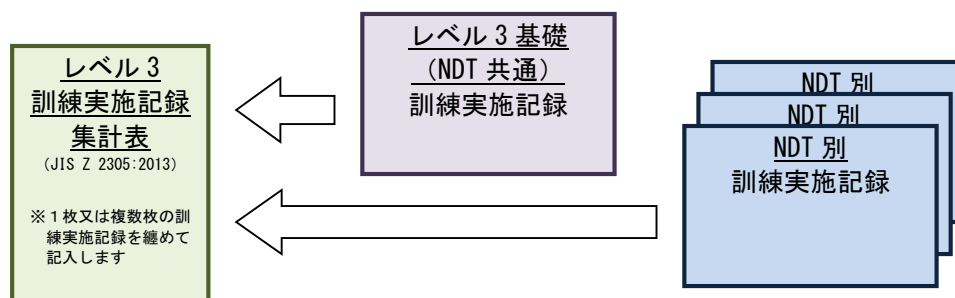 レベル 3
訓練実施記録
集計表
(JIS Z 2305:2013)
※１枚又は複数枚の訓
練実施記録を纏めて
記入します
レベル 3 基礎
（NDT 共通）
訓練実施記録
NDT 別
NDT 別
NDT 別
訓練実施記録